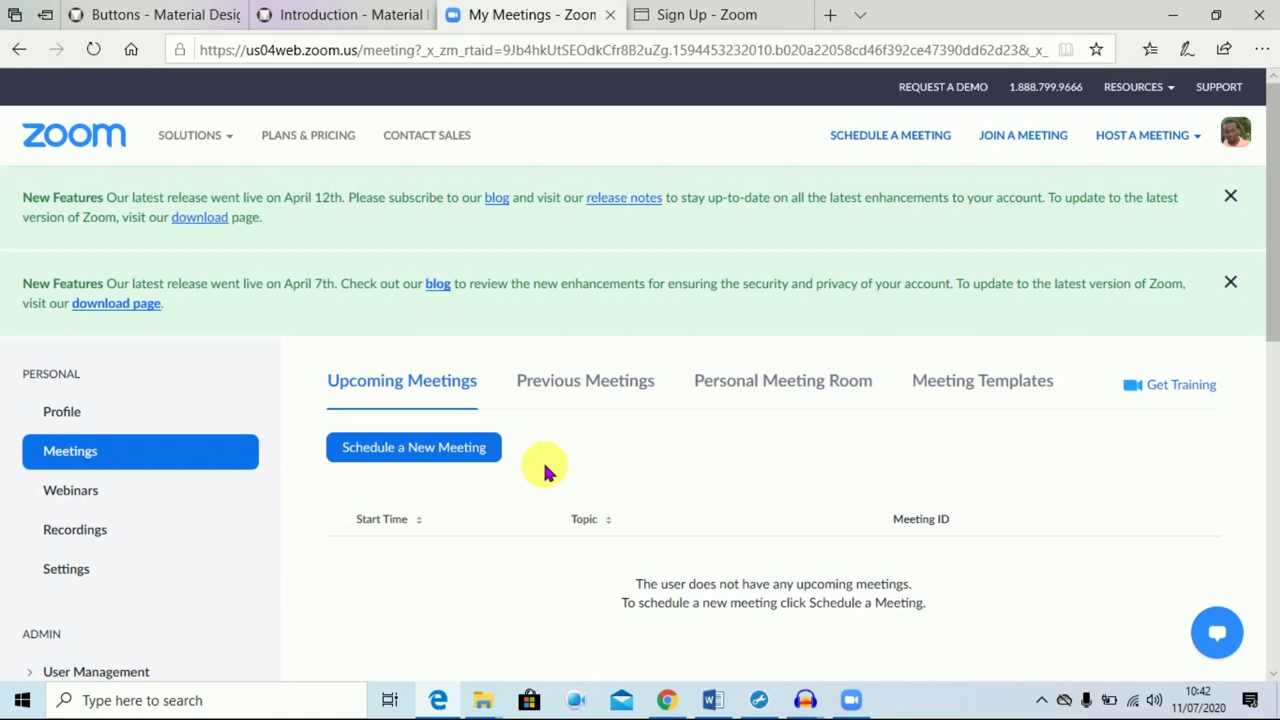 Buttons - Material Desig
Introduction - Material
My Meetings - Zoom
Sign Up - Zoom
https://us04web.zoom.us/meeting?_x_zm_rtaid=9Jb4hkUtSEOdkCfr8B2uZg.1594453232010.b020a22058cd46f392ce47390dd62d23&_x_
REQUEST A DEMO 1.888.799.9666 RESOURCES SUPPORT
zoom SOLUTIONS PLANS & PRICING CONTACT SALES SCHEDULE A MEETING JOIN A MEETING HOST A MEETING
New Features Our latest release went live on April 12th. Please subscribe to our blog and visit our release notes to stay up-to-date on all the latest enhancements to your account. To update to the latest
version of Zoom, visit our download page.
New Features Our latest release went live on April 7th. Check out our blog to review the new enhancements for ensuring the security and privacy of your account. To update to the latest version of Zoom,
visit our download page.
PERSONAL
Profile
Meetings
Webinars
Recordings
Settings
ADMIN
User Management
Upcoming Meetings Previous Meetings Personal Meeting Room Meeting Templates Get Training
Schedule a New Meeting
Start Time Topic Meeting ID
The user does not have any upcoming meetings.
To schedule a new meeting click Schedule a Meeting.
Type here to search
10:42
11/07/2020